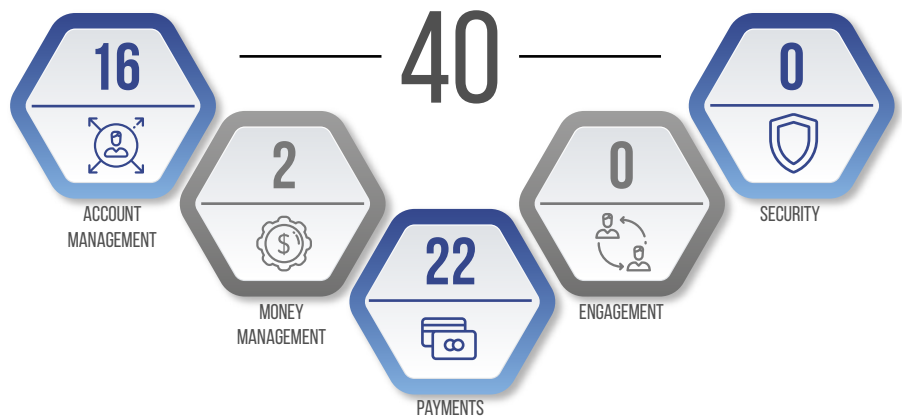 40
16
ACCOUNT
MANAGEMENT
2
$
MONEY
MANAGEMENT
22
PAYMENTS
0
ENGAGEMENT
0
SECURITY